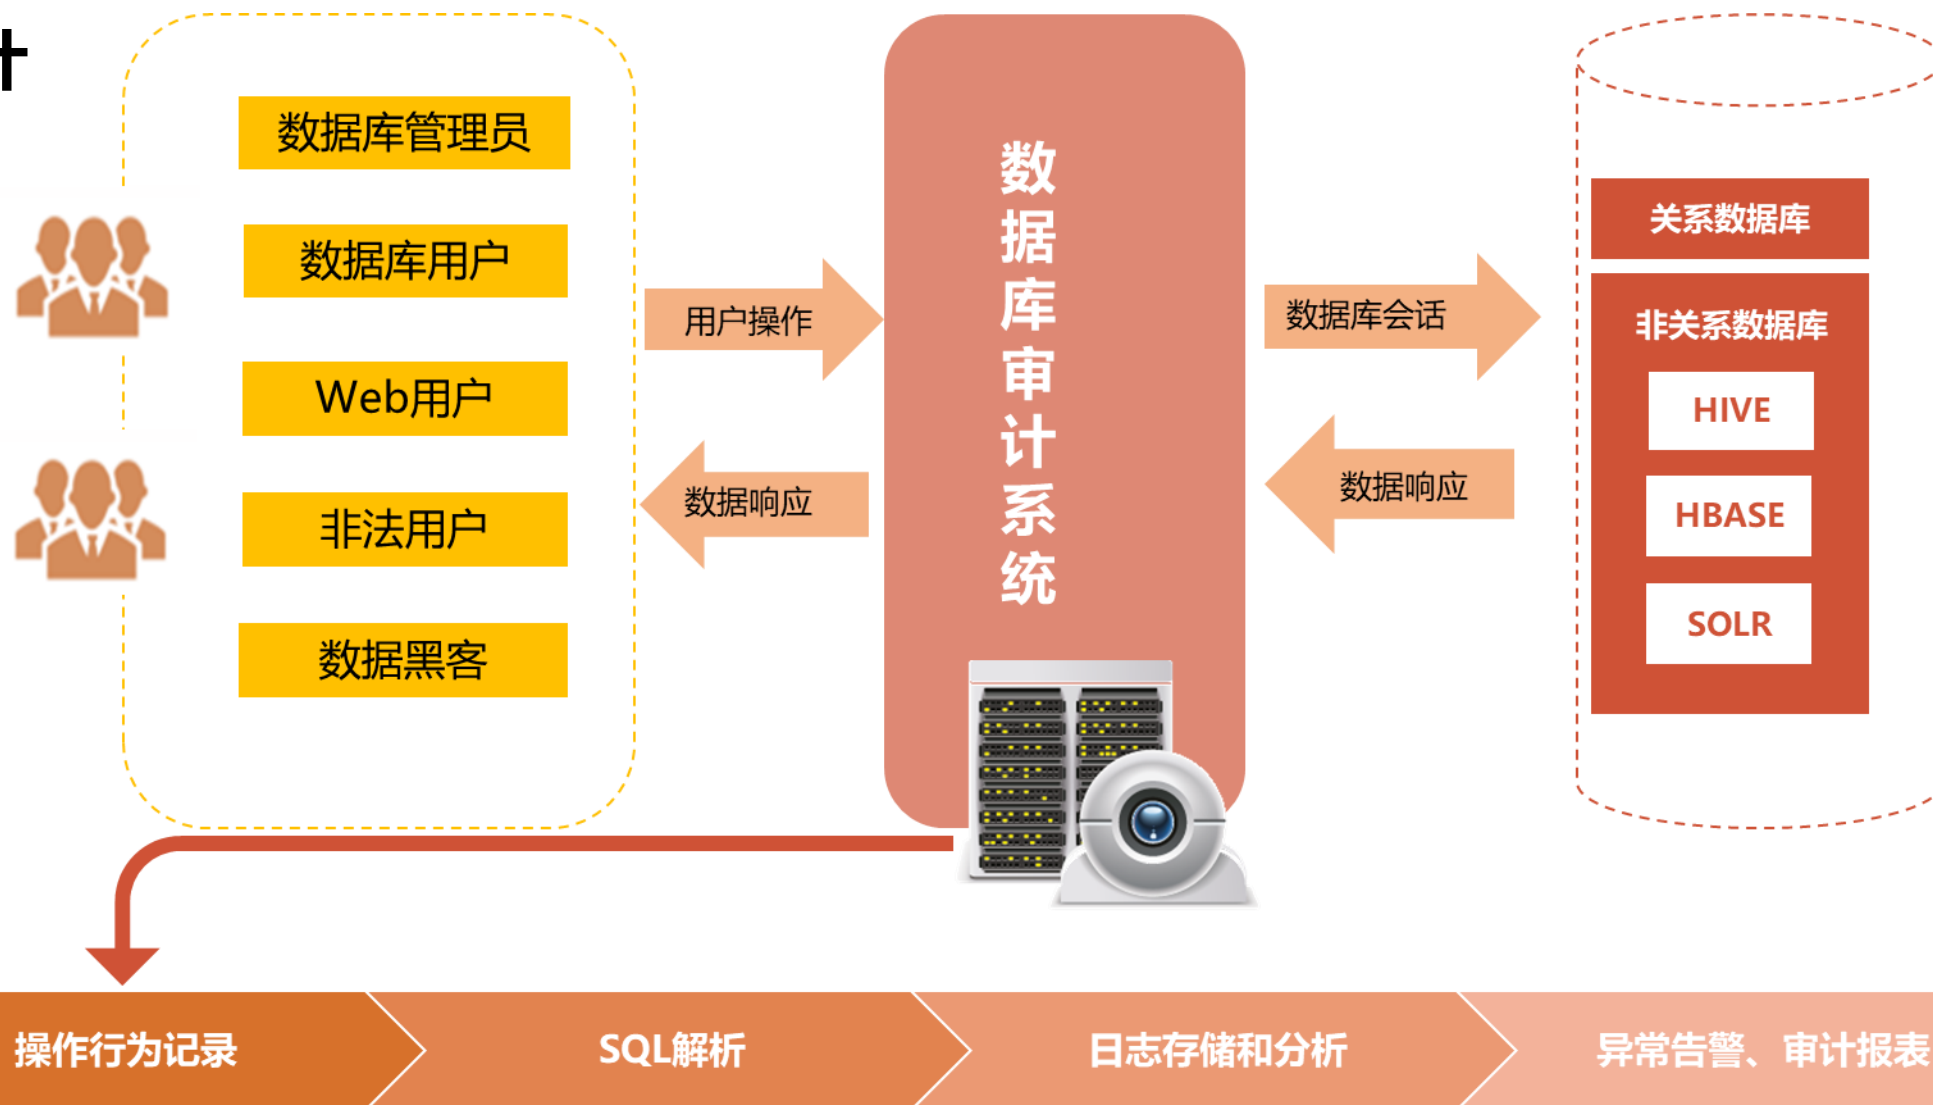 数据库管理员
数据库用户
Web用户
非法用户
数据黑客
用户操作
数据响应
数据库审计系统
数据库会话
数据响应
关系数据库
非关系数据库
HIVE
HBASE
SOLR
操作行为记录
SQL解析
日志存储和分析
异常告警、审计报表